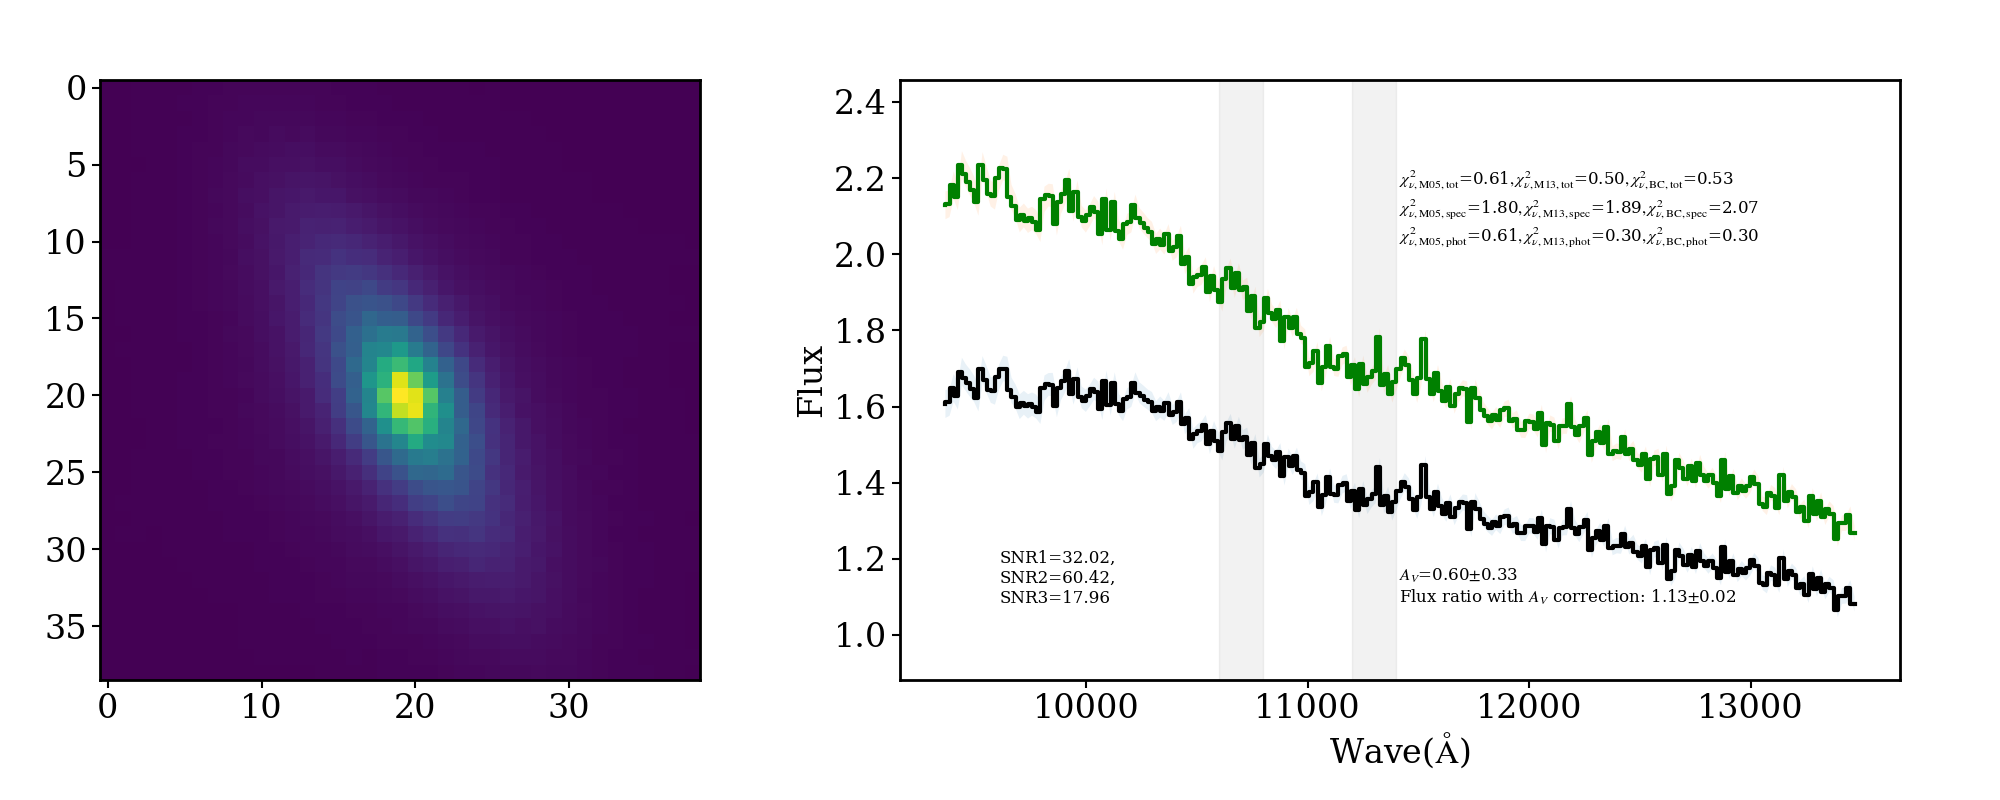 0
5
10
15
20
25
30
35
0 10 20 30
2.4
2.2
2.0
1.8
1.6
1.4
1.2
1.0
Flux
10000 11000 12000 13000
Wave(Å)
χ²ν,M05,tot=0.61,χ²ν,M13,tot=0.50,χ²ν,BC,tot=0.53
χ²ν,M05,spec=1.80,χ²ν,M13,spec=1.89,χ²ν,BC,spec=2.07
χ²ν,M05,phot=0.61,χ²ν,M13,phot=0.30,χ²ν,BC,phot=0.30
SNR1=32.02,
SNR2=60.42,
SNR3=17.96
AV=0.60±0.33
Flux ratio with AV correction: 1.13±0.02